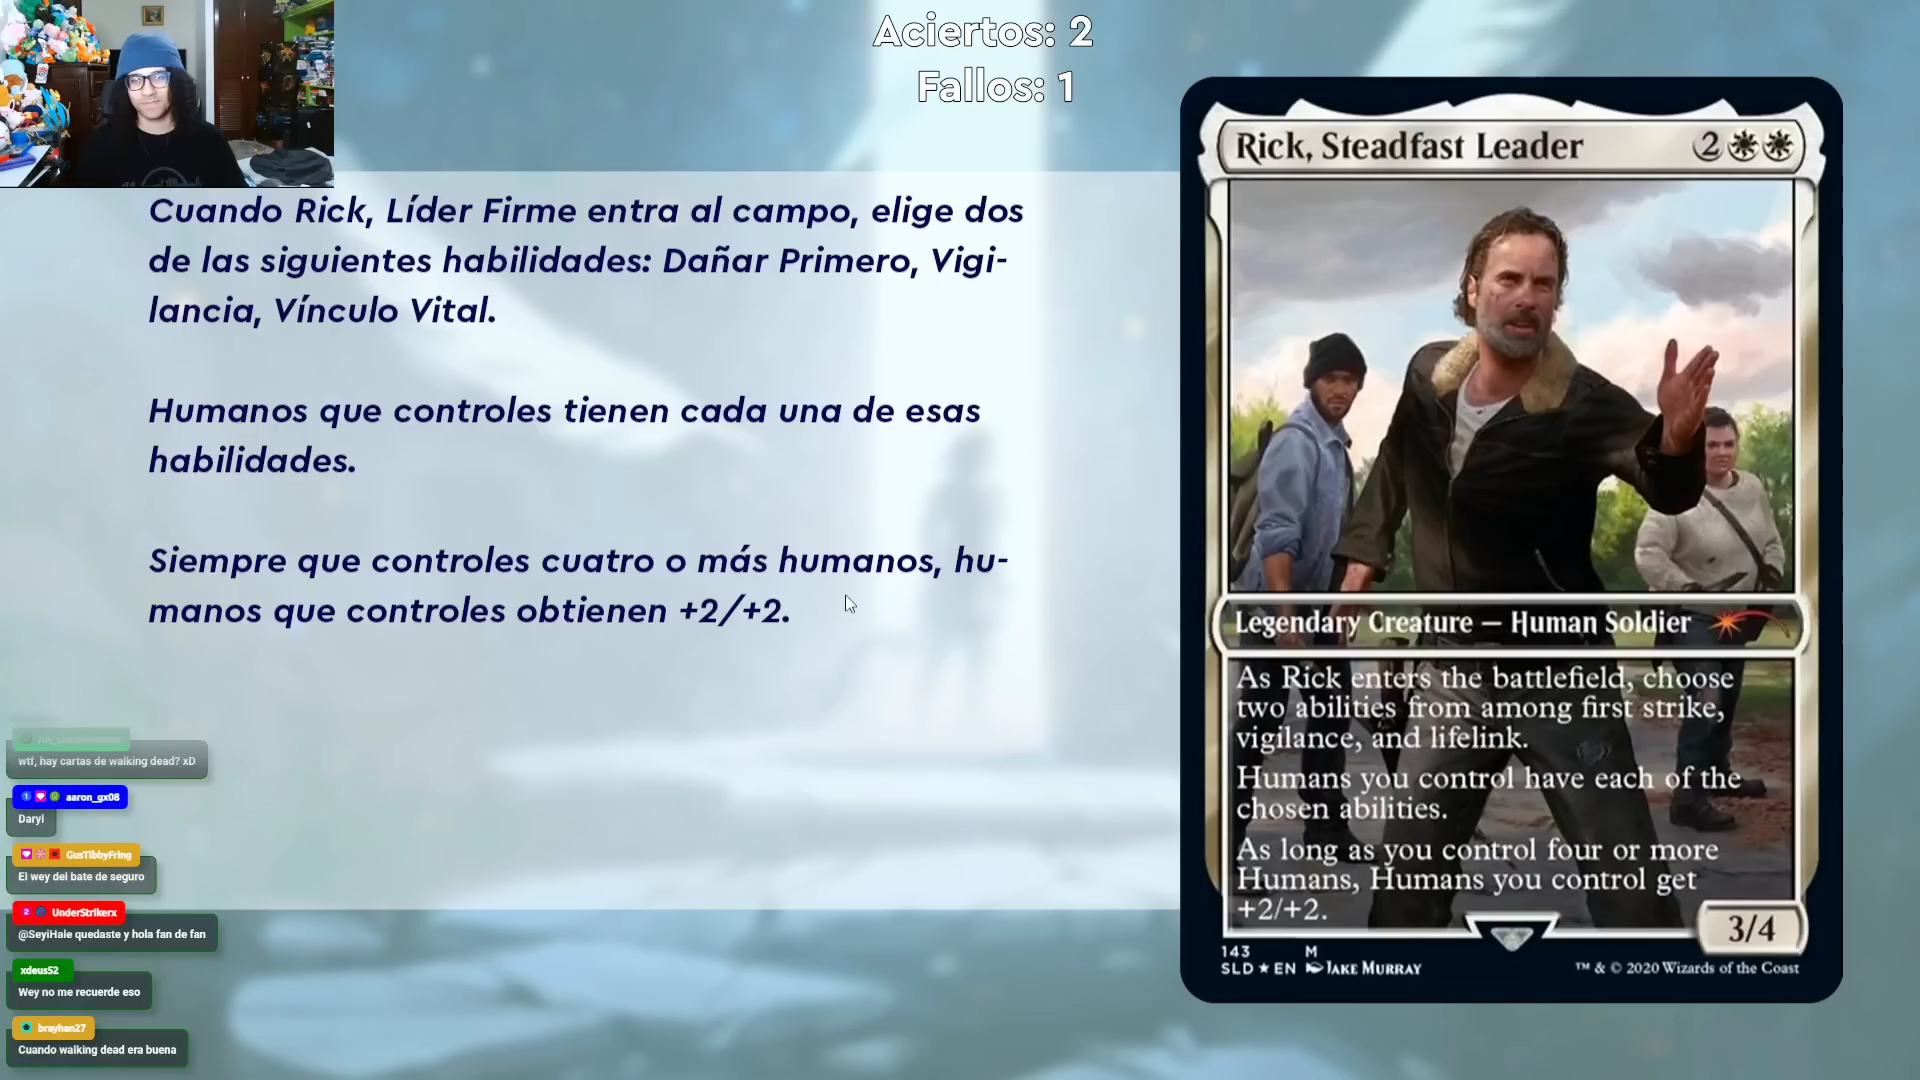 Aciertos: 2
Fallos: 1
Cuando Rick, Líder Firme entra al campo, elige dos
de las siguientes habilidades: Dañar Primero, Vigi-
lancia, Vínculo Vital.
Humanos que controles tienen cada una de esas
habilidades.
Siempre que controles cuatro o más humanos, hu-
manos que controles obtienen +2/+2.
Rick, Steadfast Leader 2
Legendary Creature — Human Soldier
As Rick enters the battlefield, choose
two abilities from among first strike,
vigilance, and lifelink.
Humans you control have each of the
chosen abilities.
As long as you control four or more
Humans, Humans you control get
+2/+2.
3/4
143 M
SLD ★ EN JAKE MURRAY
™ & © 2020 Wizards of the Coast
wtf, hay cartas de walking dead? xD
aaron_gx08
Daryl
GusTibbyFring
El wey del bate de seguro
UnderStrikerx
@SeyiHale quedaste y hola fan de fan
xdeus52
Wey no me recuerde eso
brayhan27
Cuando walking dead era buena